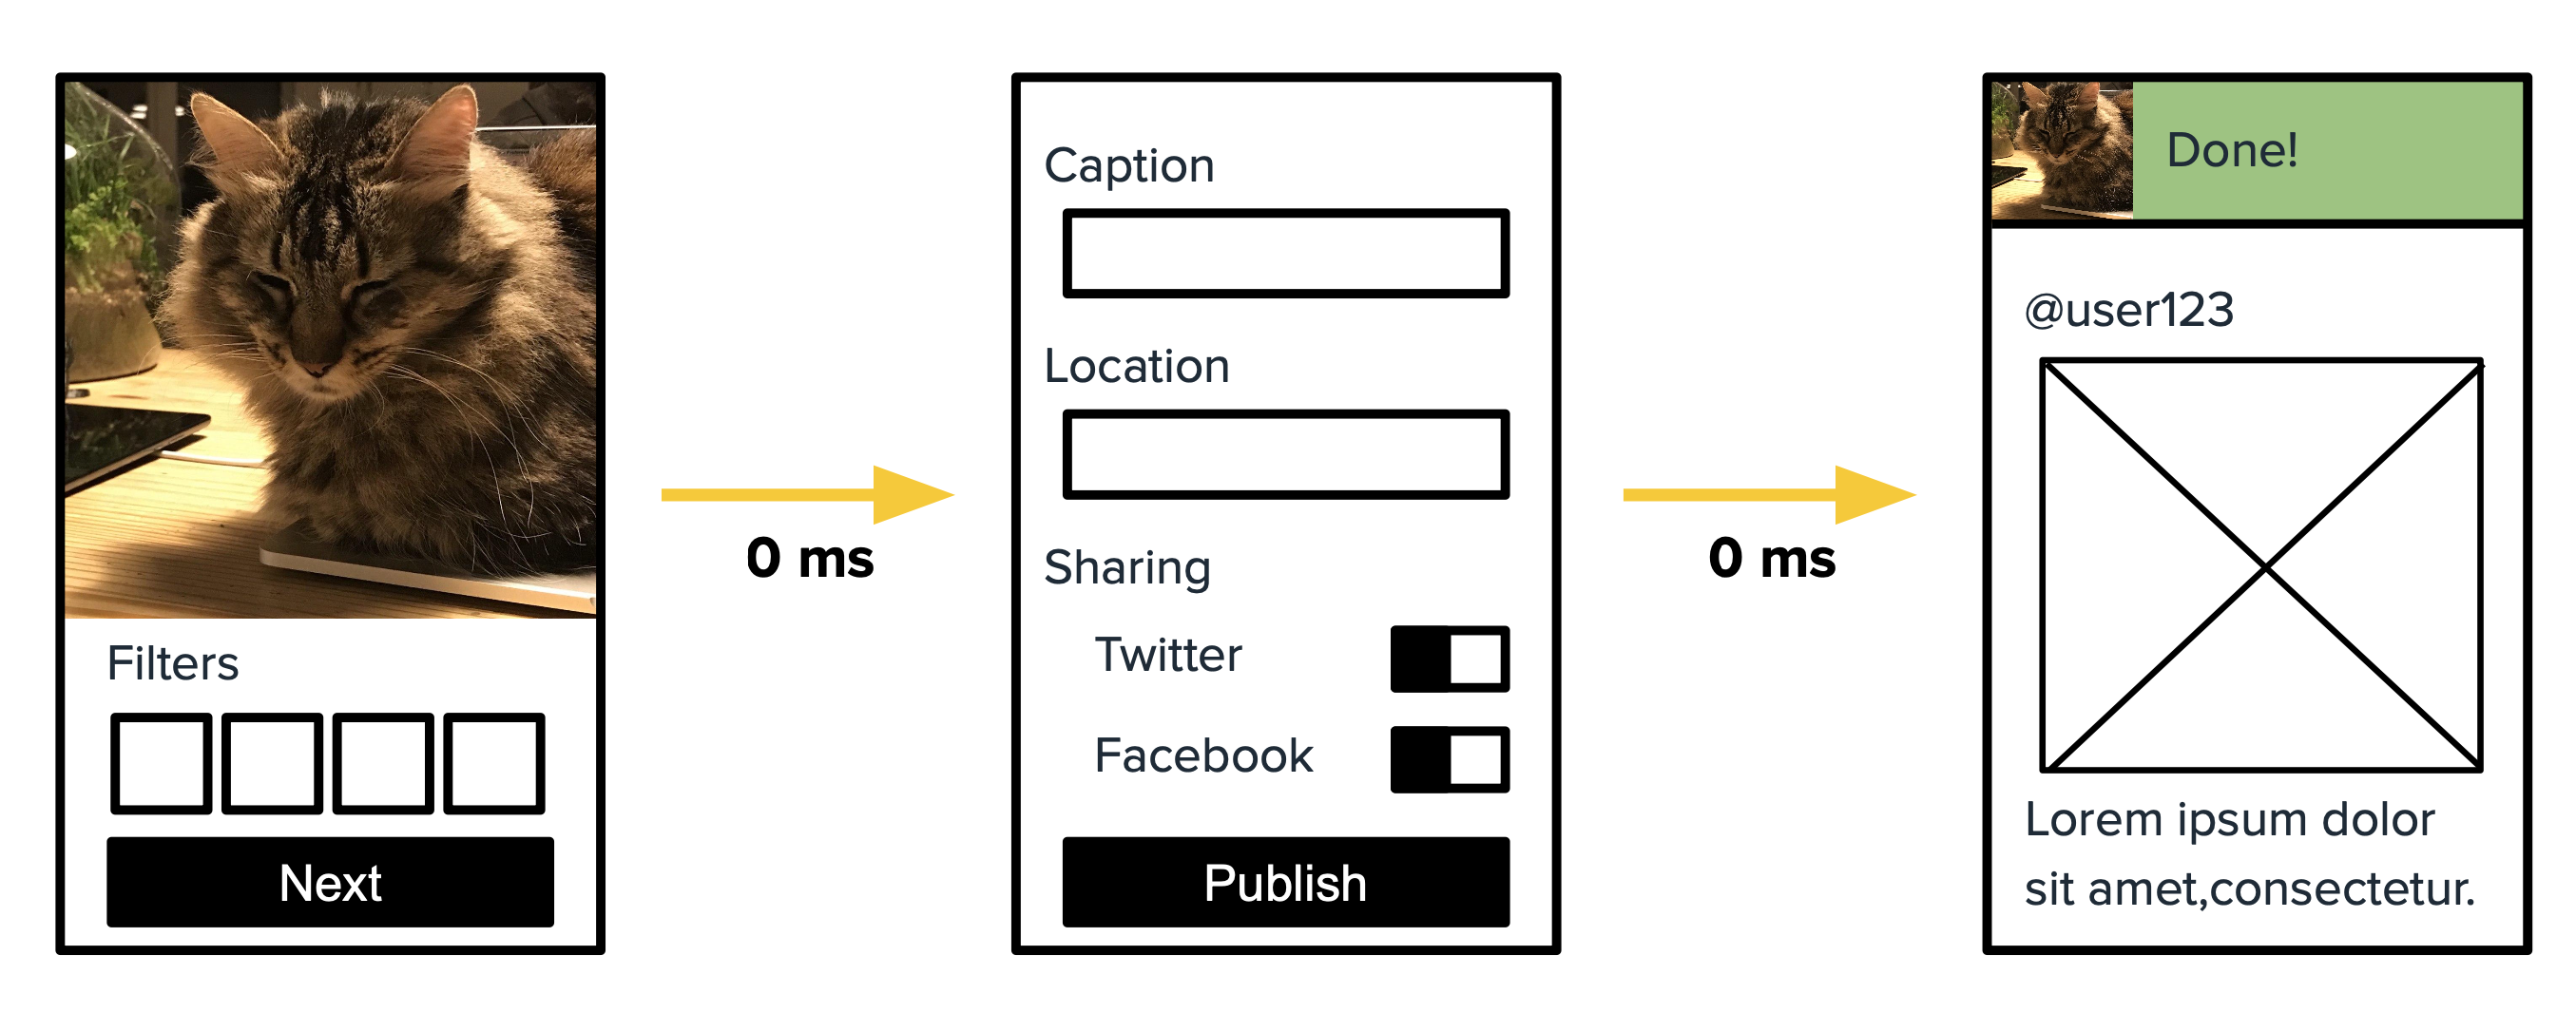 Filters
Next
0 ms
Caption
Location
Sharing
Twitter
Facebook
Publish
0 ms
Done!
@user123
Lorem ipsum dolor
sit amet,consectetur.